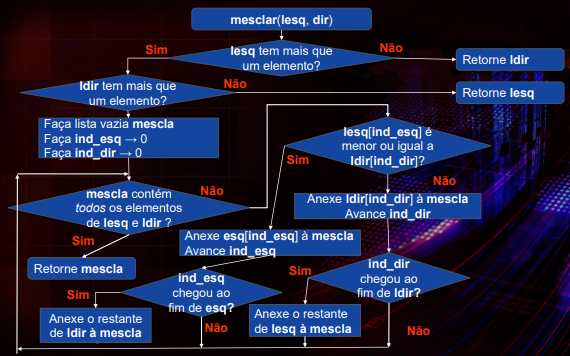 mesclar(lesq, dir)
Sim
lesq tem mais que
um elemento?
Não
Retorne ldir
ldir tem mais que
um elemento?
Não
Retorne lesq
Faça lista vazia mescla
Faça ind_esq → 0
Faça ind_dir → 0
lesq[ind_esq] é
menor ou igual a
ldir[ind_dir]?
Sim
Não
mescla contém
todos os elementos
de lesq e ldir ?
Não
Anexe ldir[ind_dir] à mescla
Avance ind_dir
Sim
Anexe esq[ind_esq] à mescla
Avance ind_esq
Retorne mescla
ind_esq
chegou ao
fim de esq?
Sim
ind_dir
chegou ao
fim de ldir?
Sim
Anexe o restante
de ldir à mescla
Não
Anexe o restante
de lesq à mescla
Não